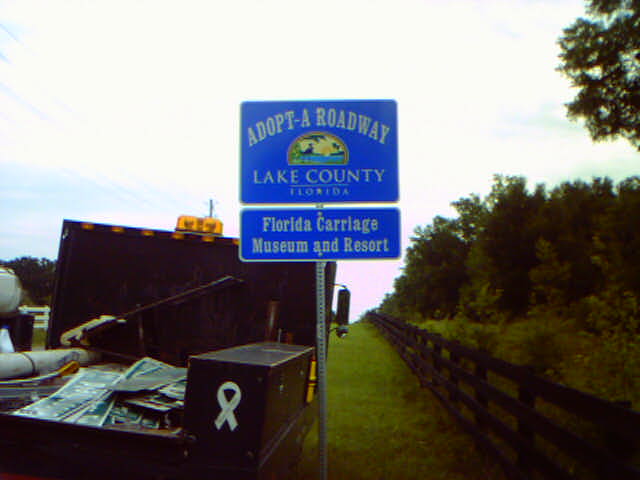 ADOPT-A ROADWAY
LAKE COUNTY
FLORIDA
Florida Carriage
Museum and Resort